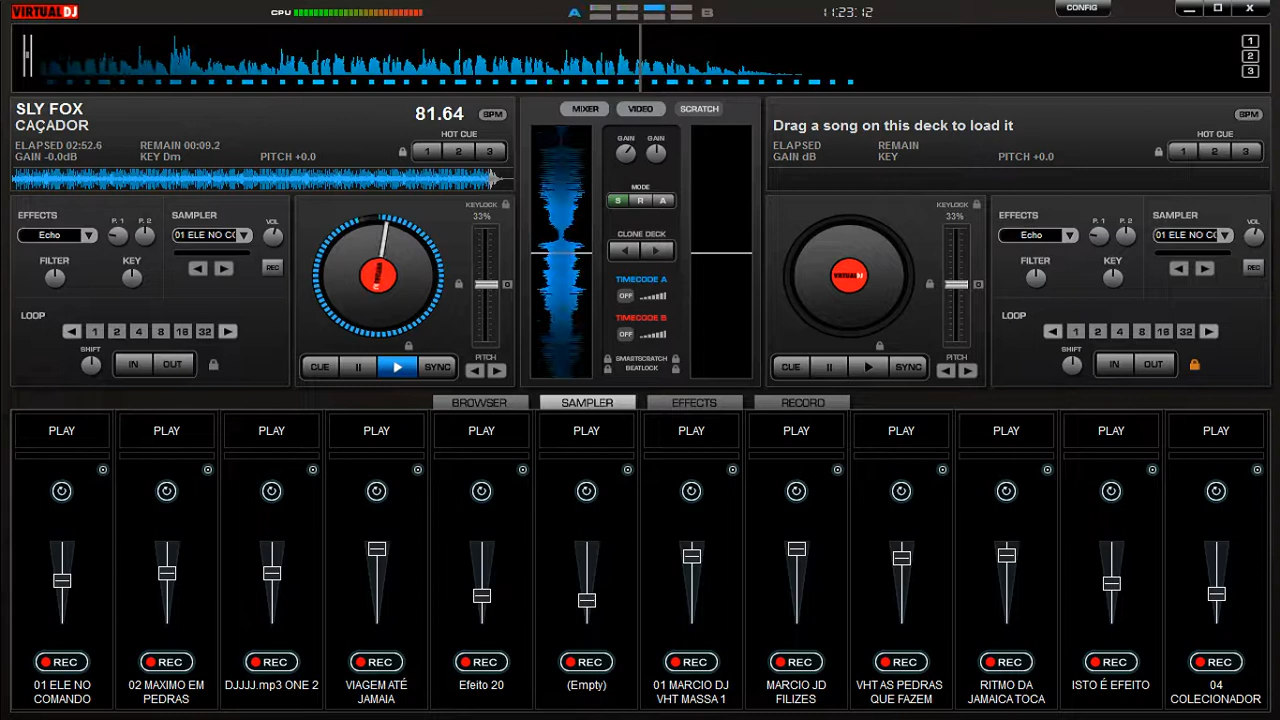 VIRTUAL DJ
CPU
A
B
11:23:12
CONFIG
1
2
3
SLY FOX
CAÇADOR
81.64 BPM
ELAPSED 02:52.6 REMAIN 00:09.2
GAIN -0.0dB KEY Dm PITCH +0.0
HOT CUE
1 2 3
MIXER VIDEO SCRATCH
Drag a song on this deck to load it
BPM
ELAPSED REMAIN
GAIN dB KEY PITCH +0.0
HOT CUE
1 2 3
EFFECTS P. 1 P. 2 SAMPLER VOL
Echo 01 ELE NO CO
FILTER KEY REC
LOOP
1 2 4 8 16 32
SHIFT IN OUT
KEYLOCK
33%
CUE SYNC
PITCH
GAIN GAIN
MODE
S R A
CLONE DECK
TIMECODE A
OFF
TIMECODE B
OFF
SMARTSCRATCH
BEATLOCK
VIRTUAL DJ
KEYLOCK
33%
CUE SYNC
PITCH
EFFECTS P. 1 P. 2 SAMPLER VOL
Echo 01 ELE NO CO
FILTER KEY REC
LOOP
1 2 4 8 16 32
SHIFT IN OUT
BROWSER SAMPLER EFFECTS RECORD
PLAY PLAY PLAY PLAY PLAY PLAY PLAY PLAY PLAY PLAY PLAY PLAY
REC REC REC REC REC REC REC REC REC REC REC REC
01 ELE NO
COMANDO
02 MAXIMO EM
PEDRAS
DJJJJ.mp3 ONE 2
VIAGEM ATÉ
JAMAIA
Efeito 20
(Empty)
01 MARCIO DJ
VHT MASSA 1
MARCIO JD
FILIZES
VHT AS PEDRAS
QUE FAZEM
RITMO DA
JAMAICA TOCA
ISTO É EFEITO
04
COLECIONADOR